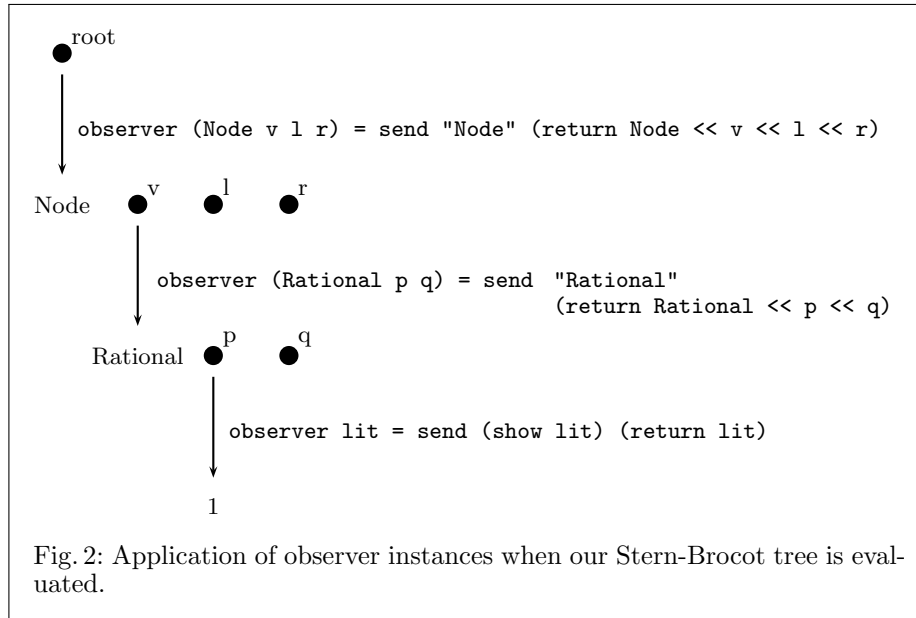 root
observer (Node v l r) = send "Node" (return Node << v << l << r)
Node v l r
observer (Rational p q) = send "Rational"
(return Rational << p << q)
Rational p q
observer lit = send (show lit) (return lit)
1
Fig. 2: Application of observer instances when our Stern-Brocot tree is eval-
uated.